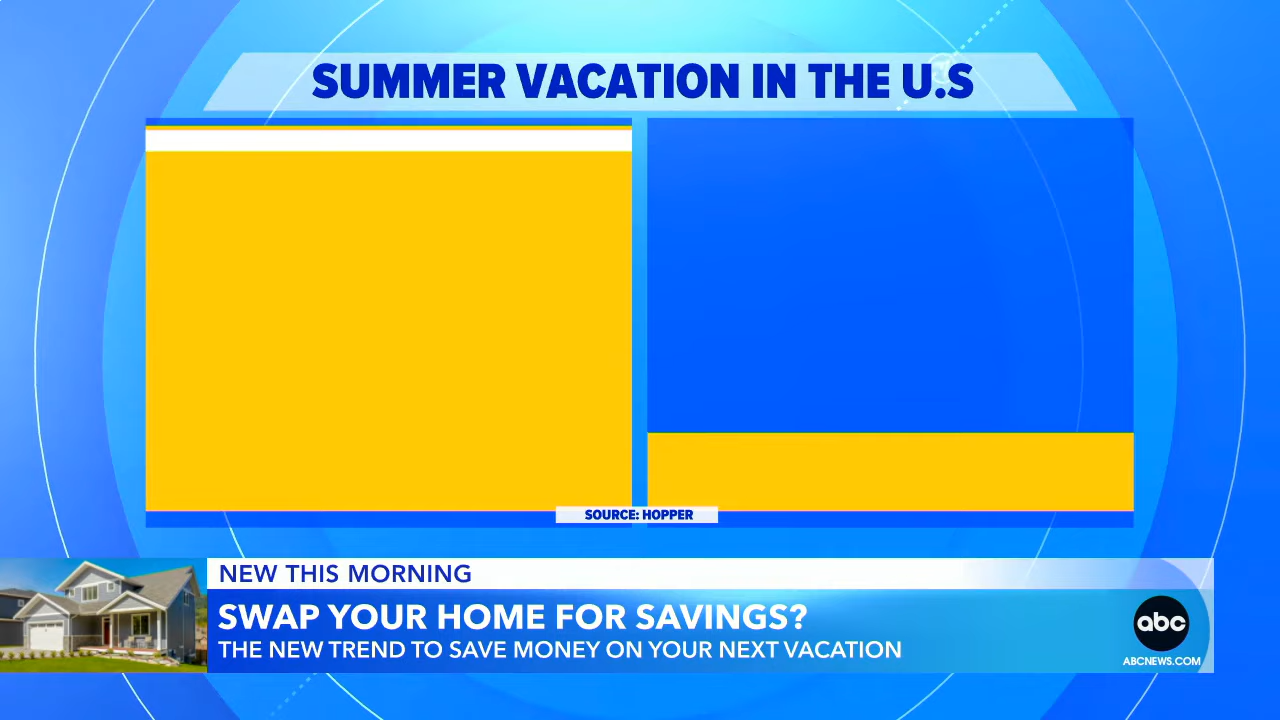 SUMMER VACATION IN THE U.S
SOURCE: HOPPER
NEW THIS MORNING
SWAP YOUR HOME FOR SAVINGS?
THE NEW TREND TO SAVE MONEY ON YOUR NEXT VACATION
abc
ABCNEWS.COM